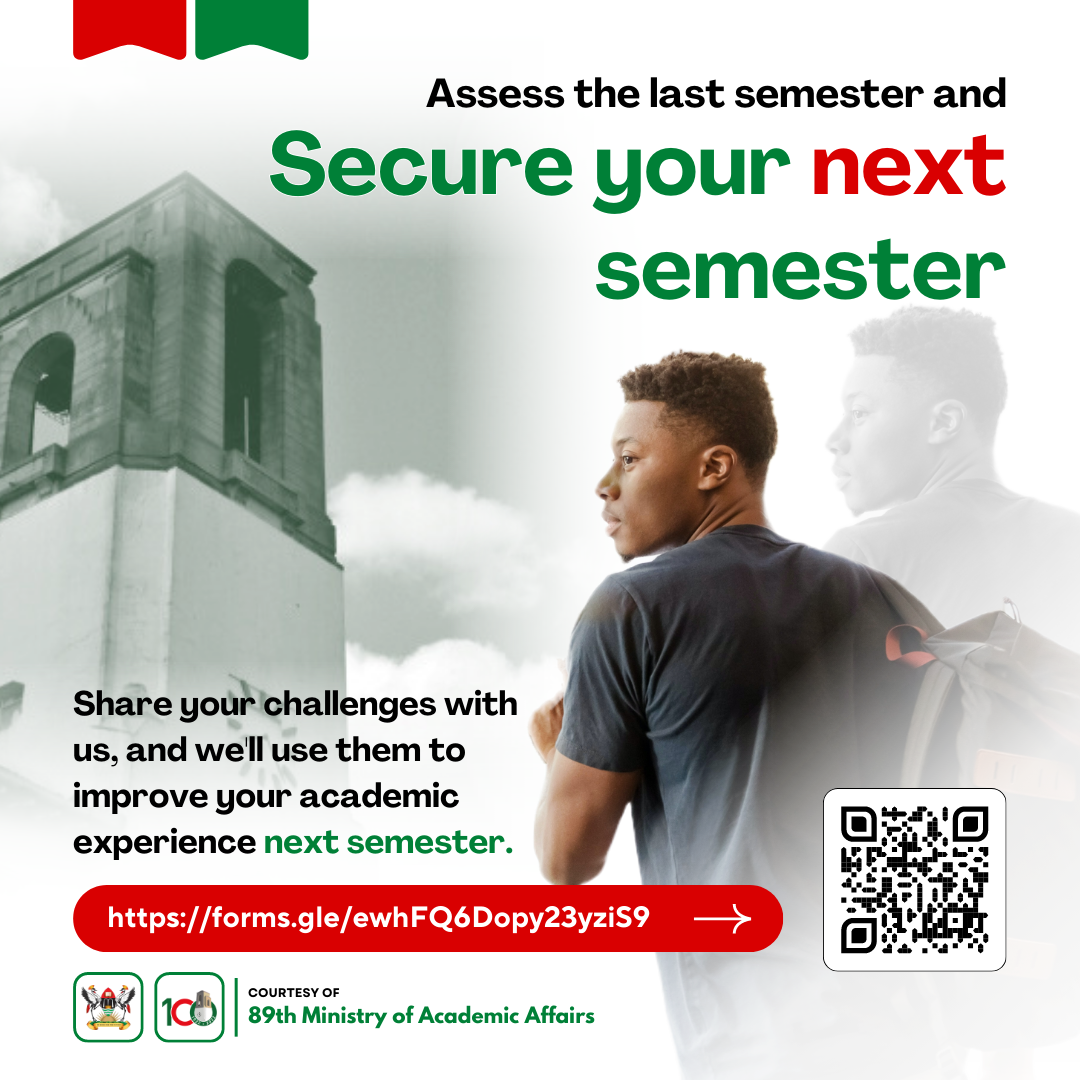 Assess the last semester and
Secure your next
semester
Share your challenges with
us, and we'll use them to
improve your academic
experience next semester.
https://forms.gle/ewhFQ6Dopy23yziS9
100
COURTESY OF
89th Ministry of Academic Affairs